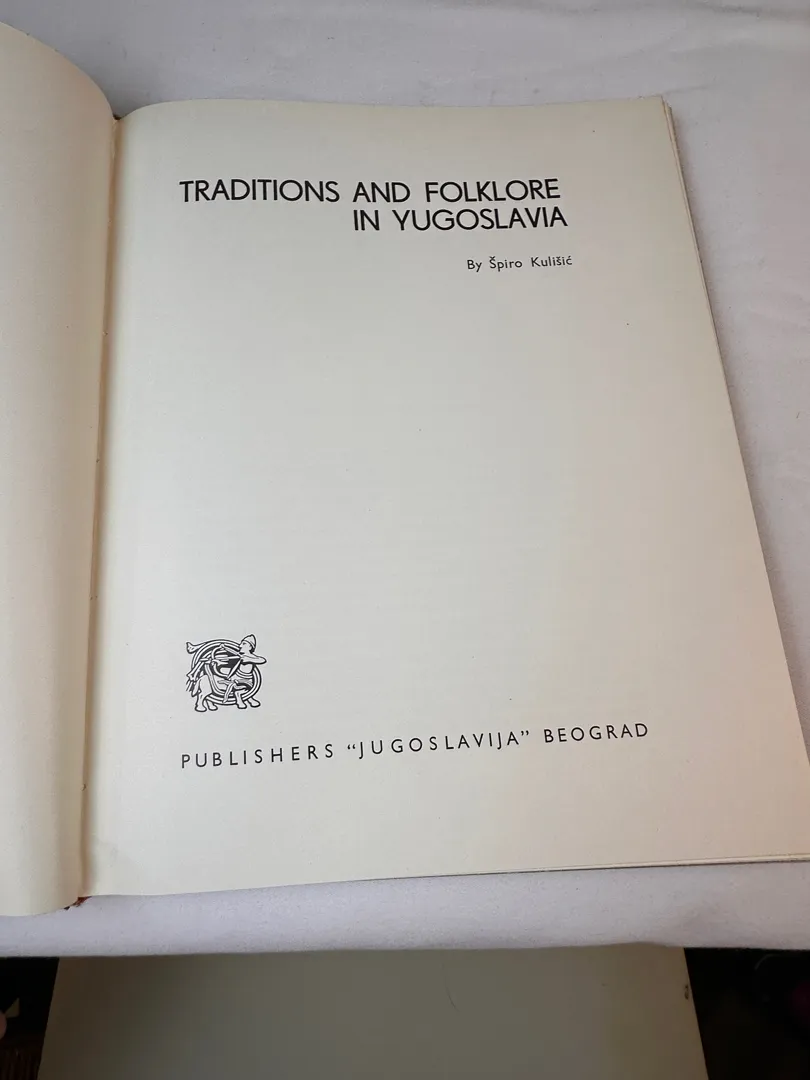 TRADITIONS AND FOLKLORE
IN YUGOSLAVIA
By Špiro Kulišić
PUBLISHERS “JUGOSLAVIJA” BEOGRAD